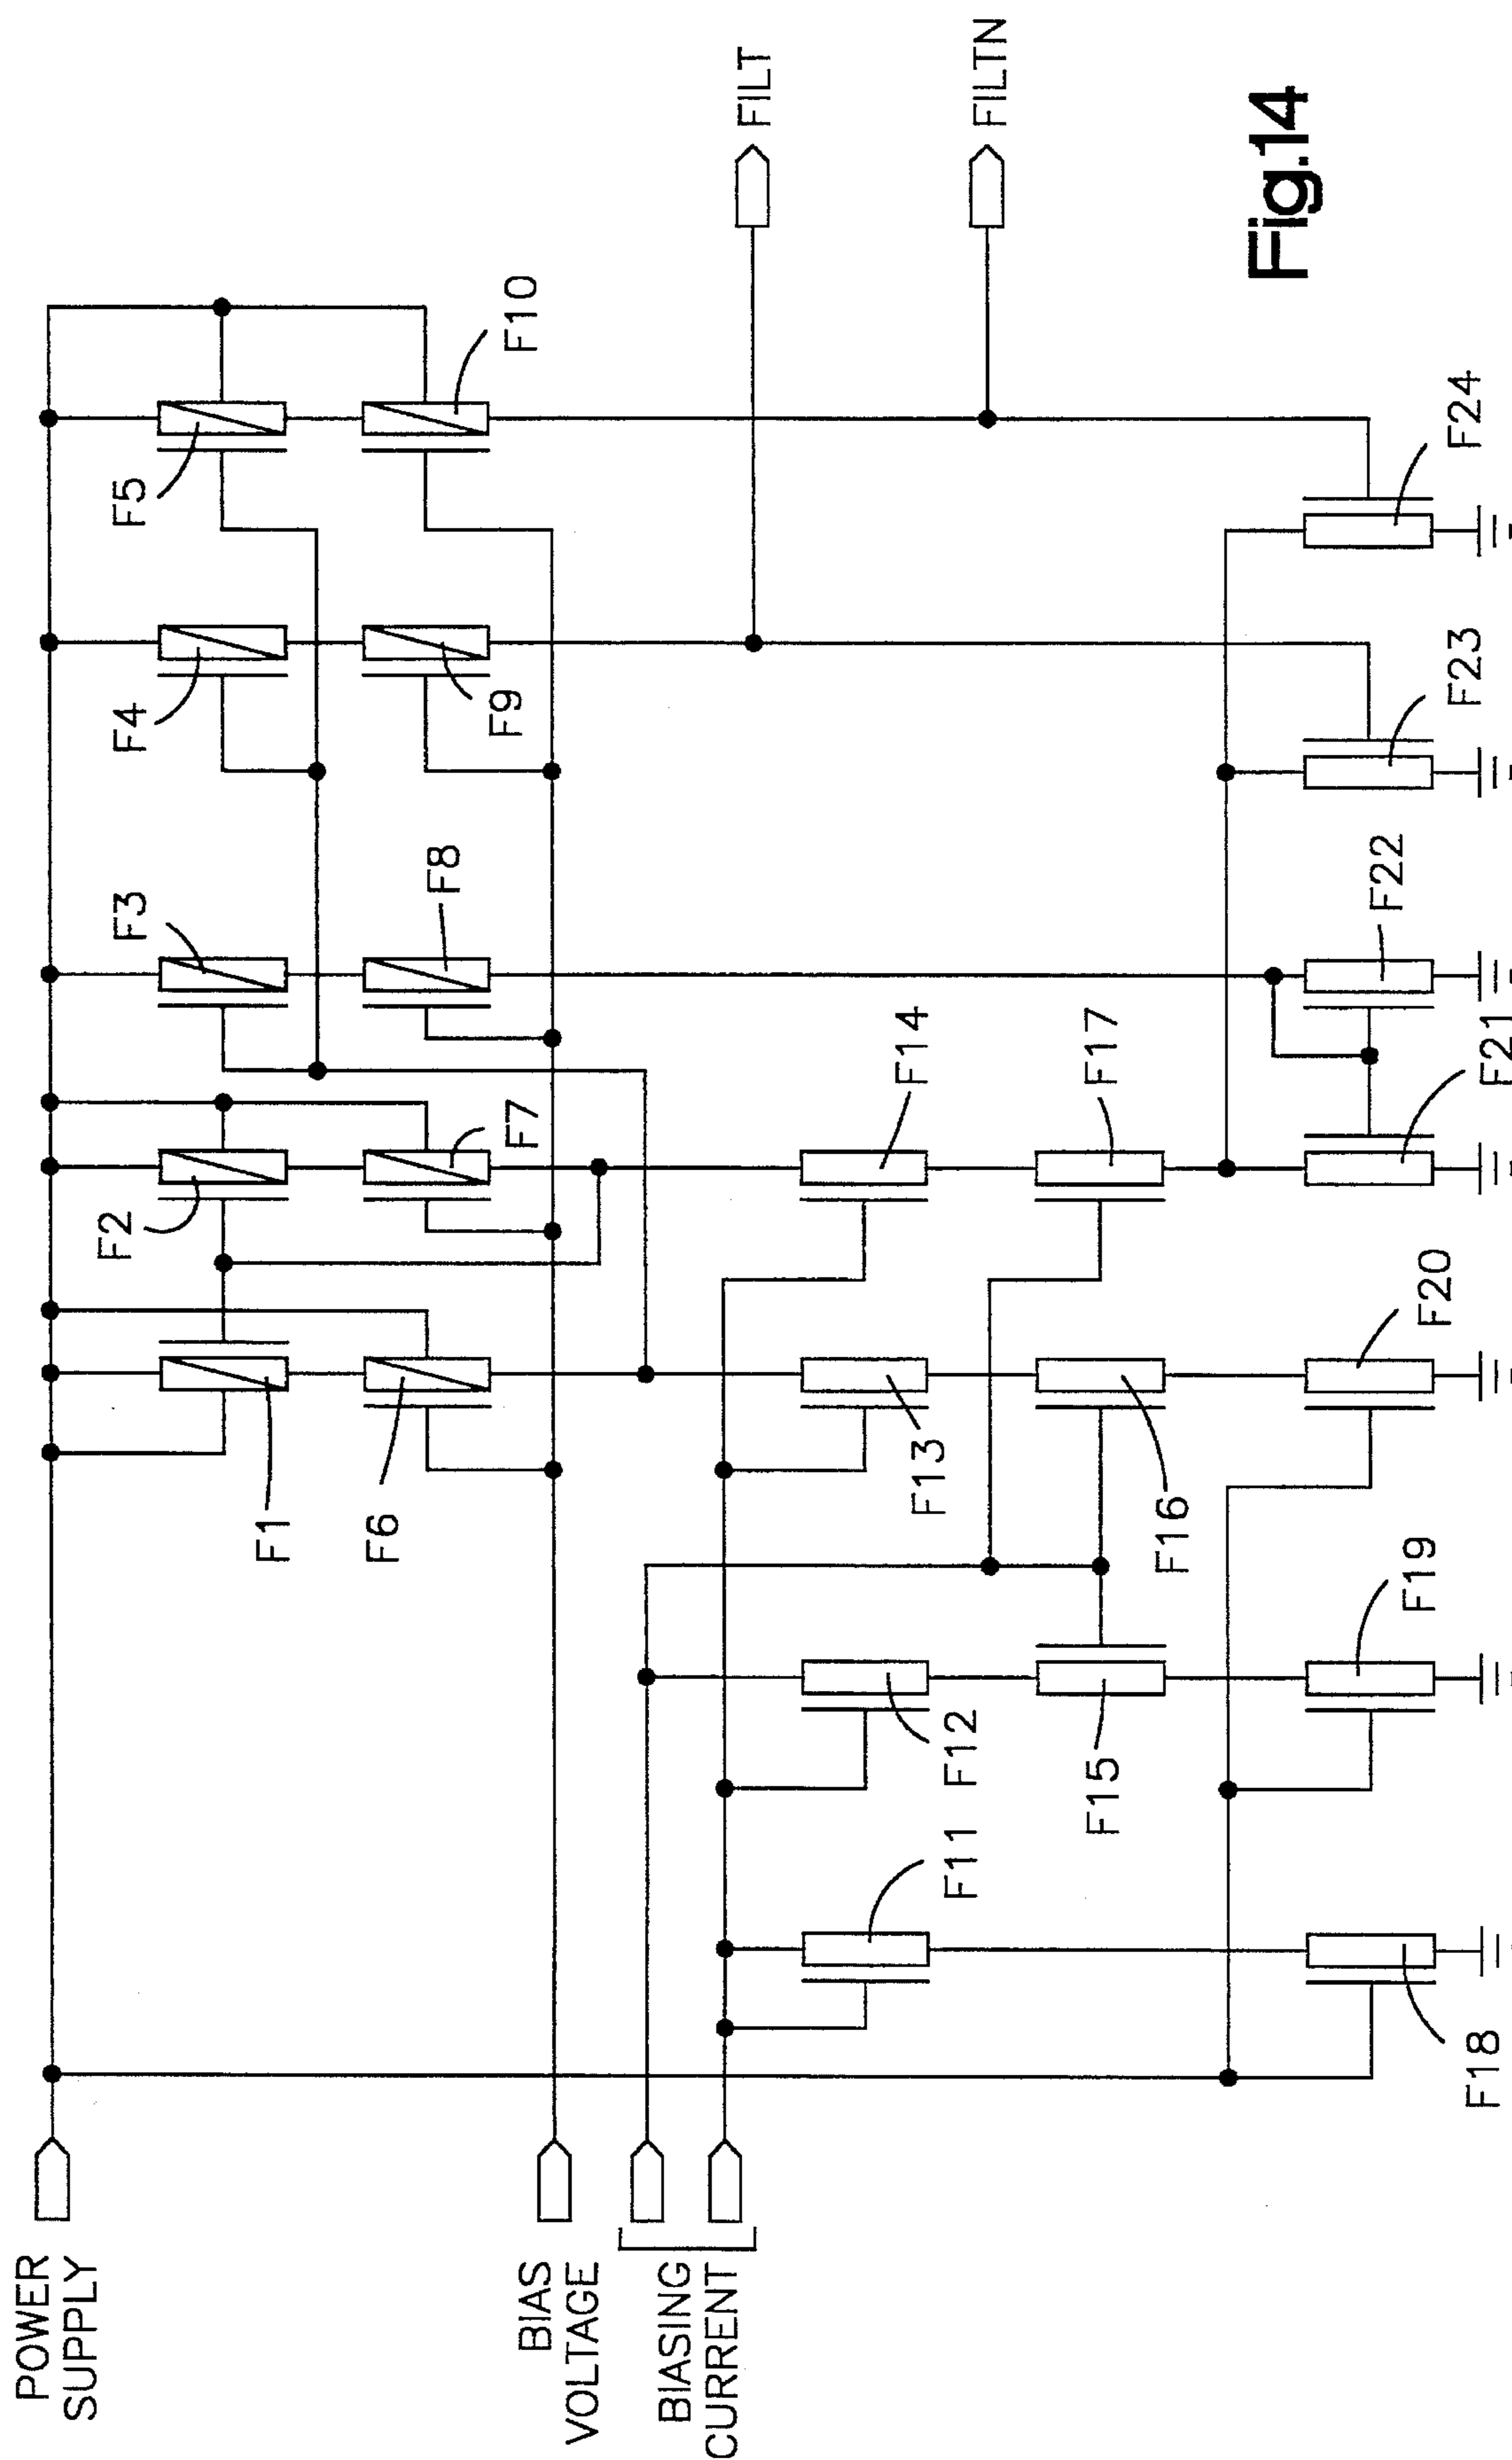 POWER
SUPPLY
BIAS
VOLTAGE
BIASING
CURRENT
F1
F2
F3
F4
F5
F6
F7
F8
F9
F10
F11
F12
F13
F14
F15
F16
F17
F18
F19
F20
F21
F22
F23
F24
FILT
FILTN
Fig.14